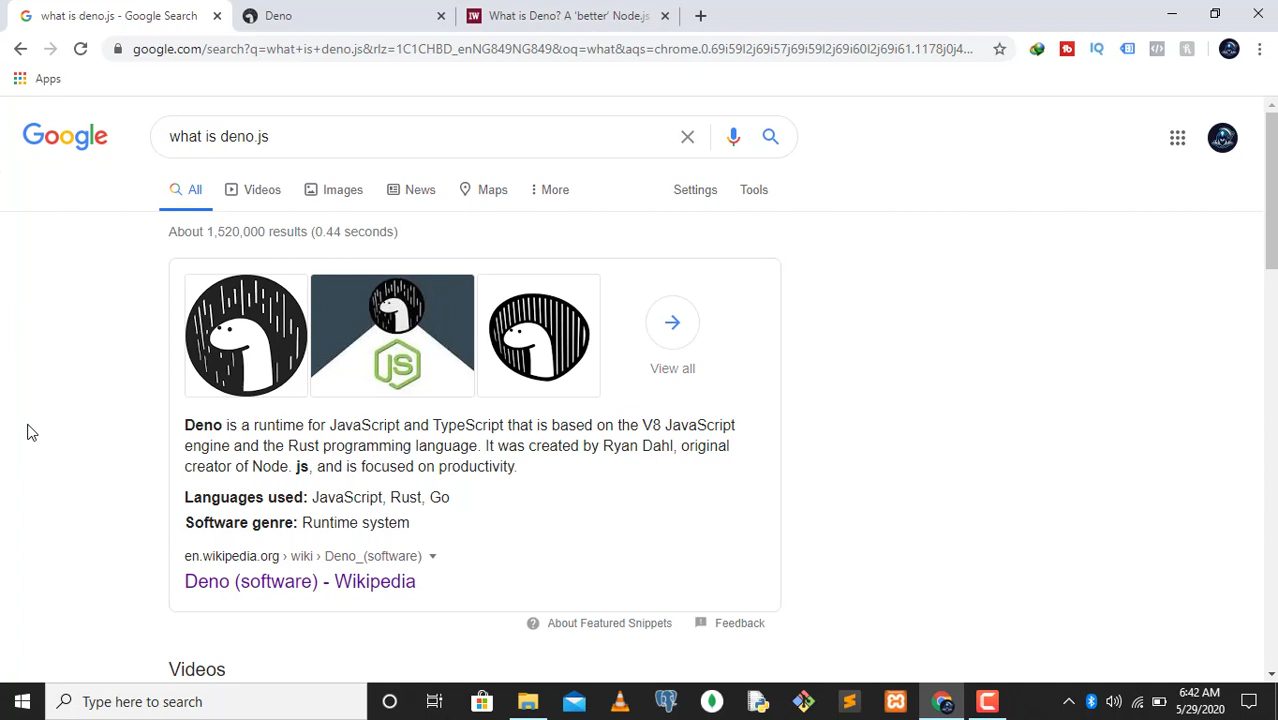 what is deno.js - Google Search
Deno
What is Deno? A 'better' Node.js
google.com/search?q=what+is+deno.js&rlz=1C1CHBD_enNG849NG849&oq=what&aqs=chrome.0.69i59l2j69i57j69i59l2j69i60l2j69i61.1178j0j4...
Apps
Google
what is deno.js
All
Videos
Images
News
Maps
More
Settings
Tools
About 1,520,000 results (0.44 seconds)
JS
View all
Deno is a runtime for JavaScript and TypeScript that is based on the V8 JavaScript
engine and the Rust programming language. It was created by Ryan Dahl, original
creator of Node. js, and is focused on productivity.
Languages used: JavaScript, Rust, Go
Software genre: Runtime system
en.wikipedia.org › wiki › Deno_(software)
Deno (software) - Wikipedia
About Featured Snippets
Feedback
Videos
Type here to search
6:42 AM
5/29/2020